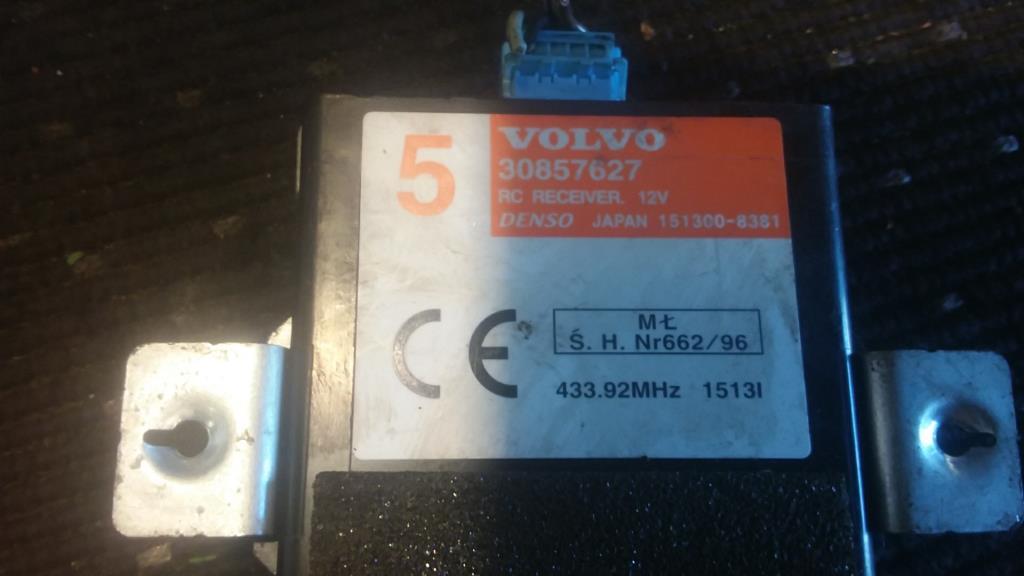 5
VOLVO
30857627
RC RECEIVER. 12V
DENSO JAPAN 151300-8381
CE
MŁ
Ś. H. Nr662/96
433.92MHz 1513I